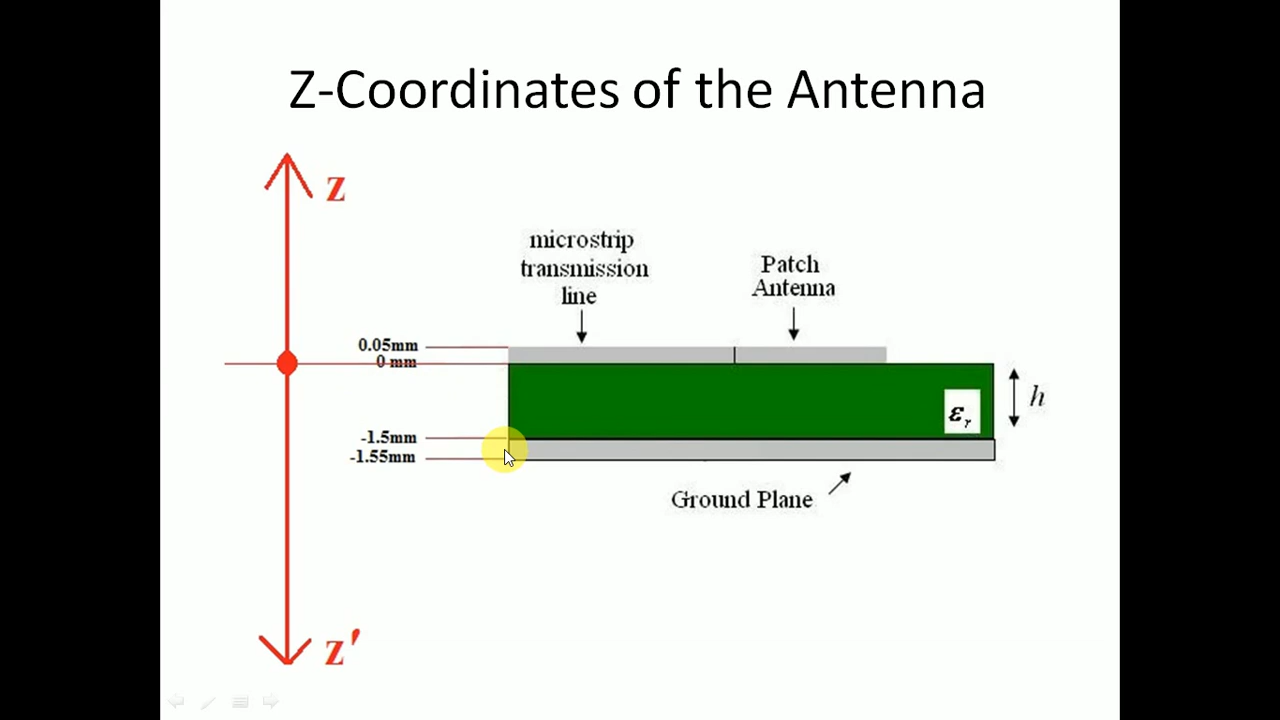 Z-Coordinates of the Antenna
z
microstrip
transmission
line
Patch
Antenna
0.05mm
0 mm
h
εr
-1.5mm
-1.55mm
Ground Plane
z'